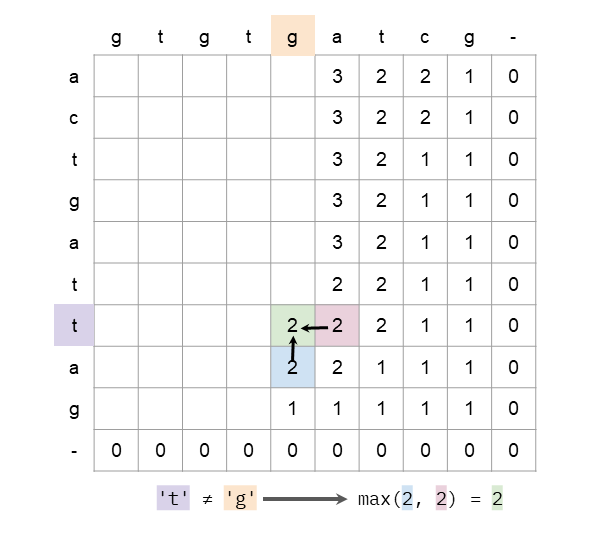 g t g t g a t c g -
a 3 2 2 1 0
c 3 2 2 1 0
t 3 2 1 1 0
g 3 2 1 1 0
a 3 2 1 1 0
t 2 2 1 1 0
t 2 2 2 1 1 0
a 2 2 1 1 1 0
g 1 1 1 1 1 0
- 0 0 0 0 0 0 0 0 0 0
't' ≠ 'g' max(2, 2) = 2